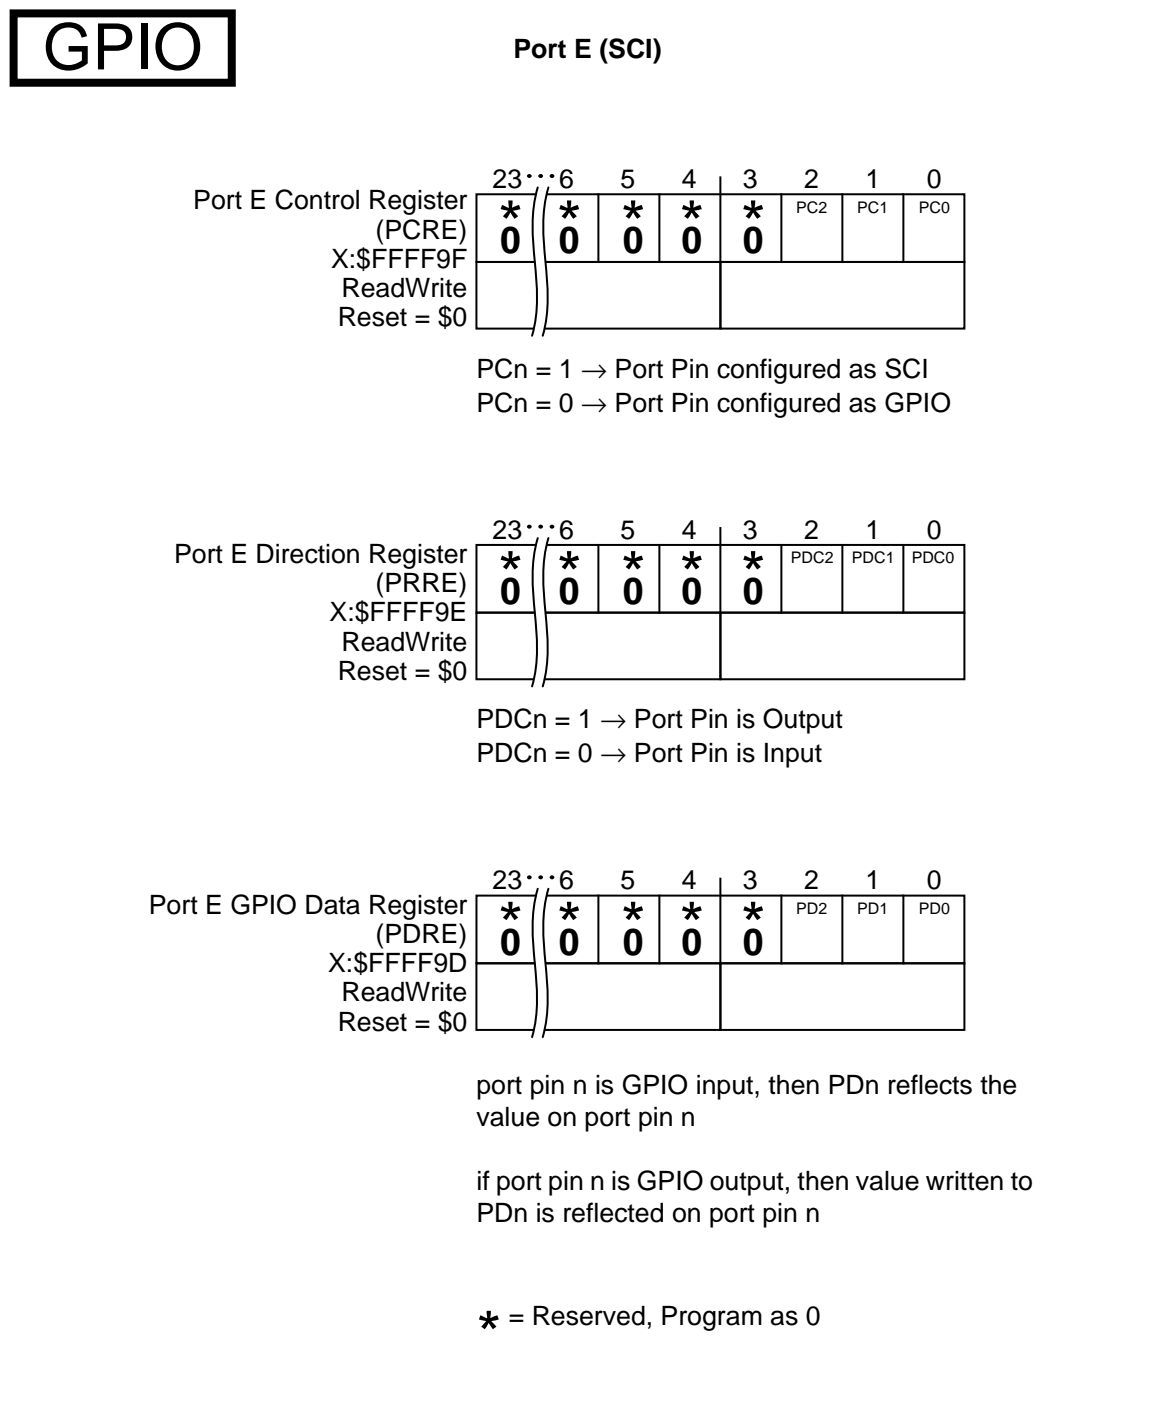 GPIO
Port E (SCI)
23 ••• 6 5 4 3 2 1 0
Port E Control Register
(PCRE)
X:$FFFF9F
ReadWrite
Reset = $0
* * * * * PC2 PC1 PC0
0 0 0 0 0
PCn = 1 → Port Pin configured as SCI
PCn = 0 → Port Pin configured as GPIO
23 ••• 6 5 4 3 2 1 0
Port E Direction Register
(PRRE)
X:$FFFF9E
ReadWrite
Reset = $0
* * * * * PDC2 PDC1 PDC0
0 0 0 0 0
PDCn = 1 → Port Pin is Output
PDCn = 0 → Port Pin is Input
23 ••• 6 5 4 3 2 1 0
Port E GPIO Data Register
(PDRE)
X:$FFFF9D
ReadWrite
Reset = $0
* * * * * PD2 PD1 PD0
0 0 0 0 0
port pin n is GPIO input, then PDn reflects the
value on port pin n
if port pin n is GPIO output, then value written to
PDn is reflected on port pin n
* = Reserved, Program as 0